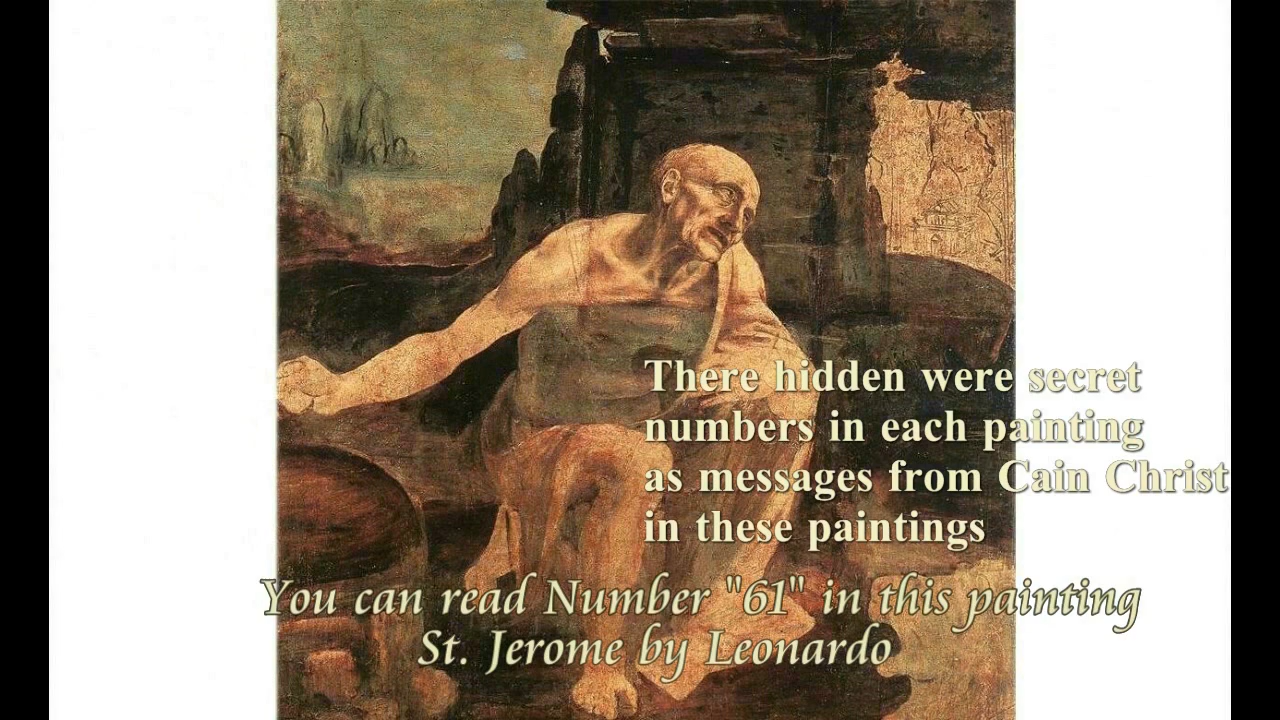 There hidden were secret
numbers in each painting
as messages from Cain Christ
in these paintings
You can read Number "61" in this painting
St. Jerome by Leonardo